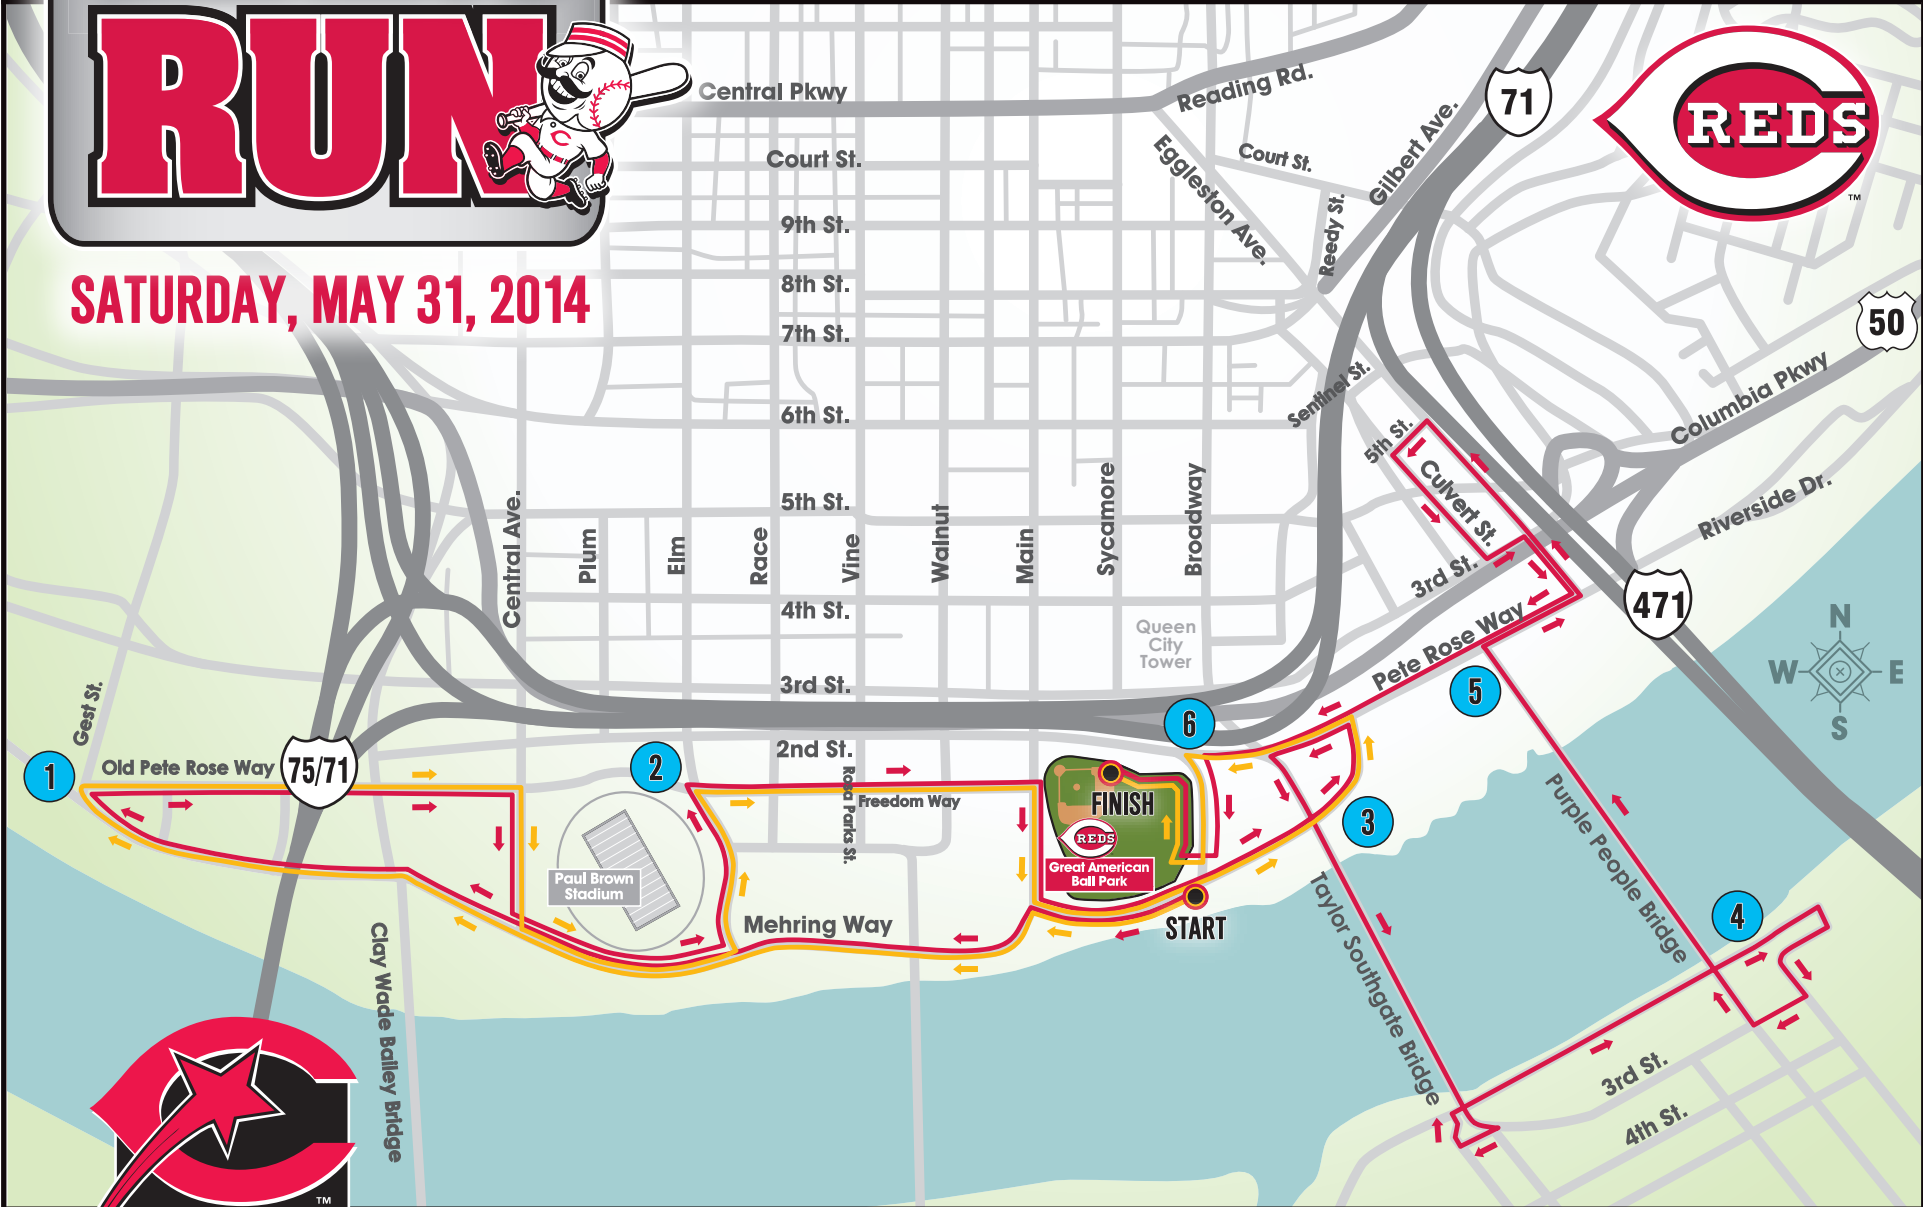 RUN
SATURDAY, MAY 31, 2014
REDS
TM
71
50
471
75/71
Central Pkwy
Reading Rd.
Gilbert Ave.
Eggleston Ave.
Court St.
Court St.
Reedy St.
9th St.
8th St.
7th St.
6th St.
5th St.
4th St.
3rd St.
2nd St.
Sentinel St.
5th St.
Culvert St.
3rd St.
Columbia Pkwy
Riverside Dr.
Pete Rose Way
Central Ave.
Plum
Elm
Race
Vine
Walnut
Main
Sycamore
Broadway
Queen
City
Tower
N
W
E
S
Gest St.
Old Pete Rose Way
1
2
3
4
5
6
Rosa Parks St.
Freedom Way
FINISH
REDS
Great American
Ball Park
START
Paul Brown
Stadium
Mehring Way
Clay Wade Bailey Bridge
Taylor Southgate Bridge
Purple People Bridge
3rd St.
4th St.
TM